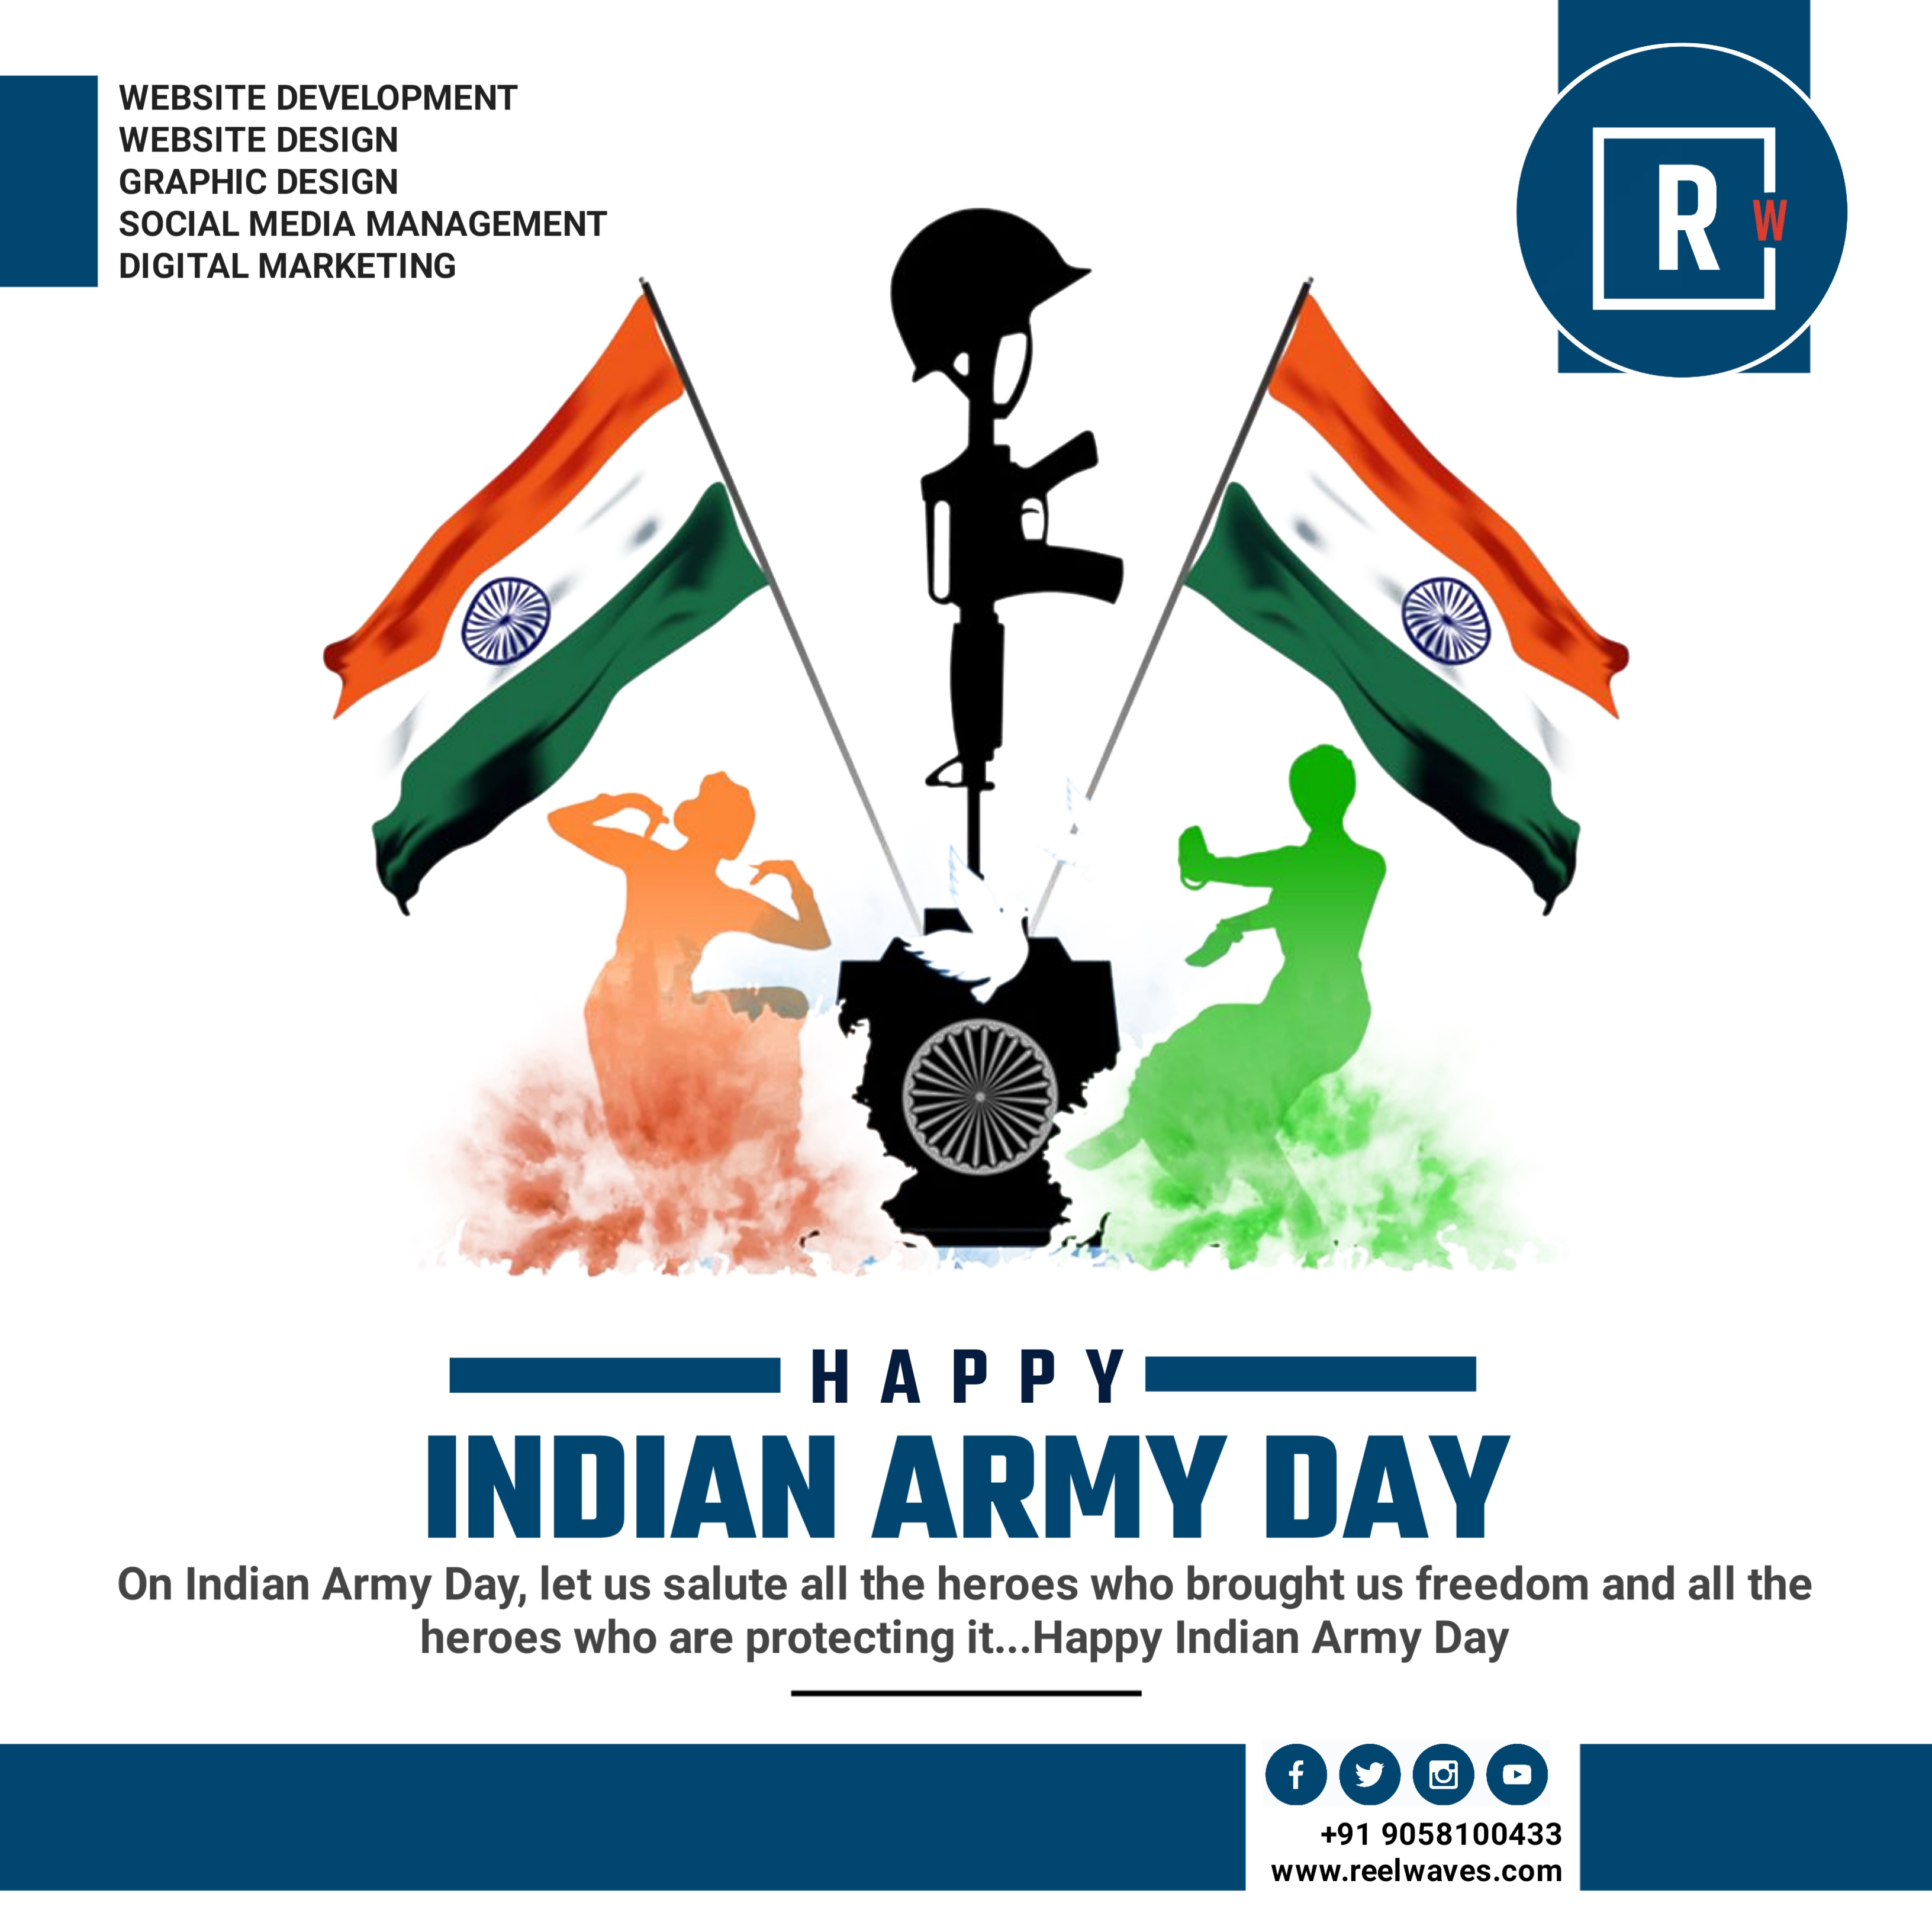 WEBSITE DEVELOPMENT
WEBSITE DESIGN
GRAPHIC DESIGN
SOCIAL MEDIA MANAGEMENT
DIGITAL MARKETING
R W
HAPPY
INDIAN ARMY DAY
On Indian Army Day, let us salute all the heroes who brought us freedom and all the
heroes who are protecting it...Happy Indian Army Day
+91 9058100433
www.reelwaves.com